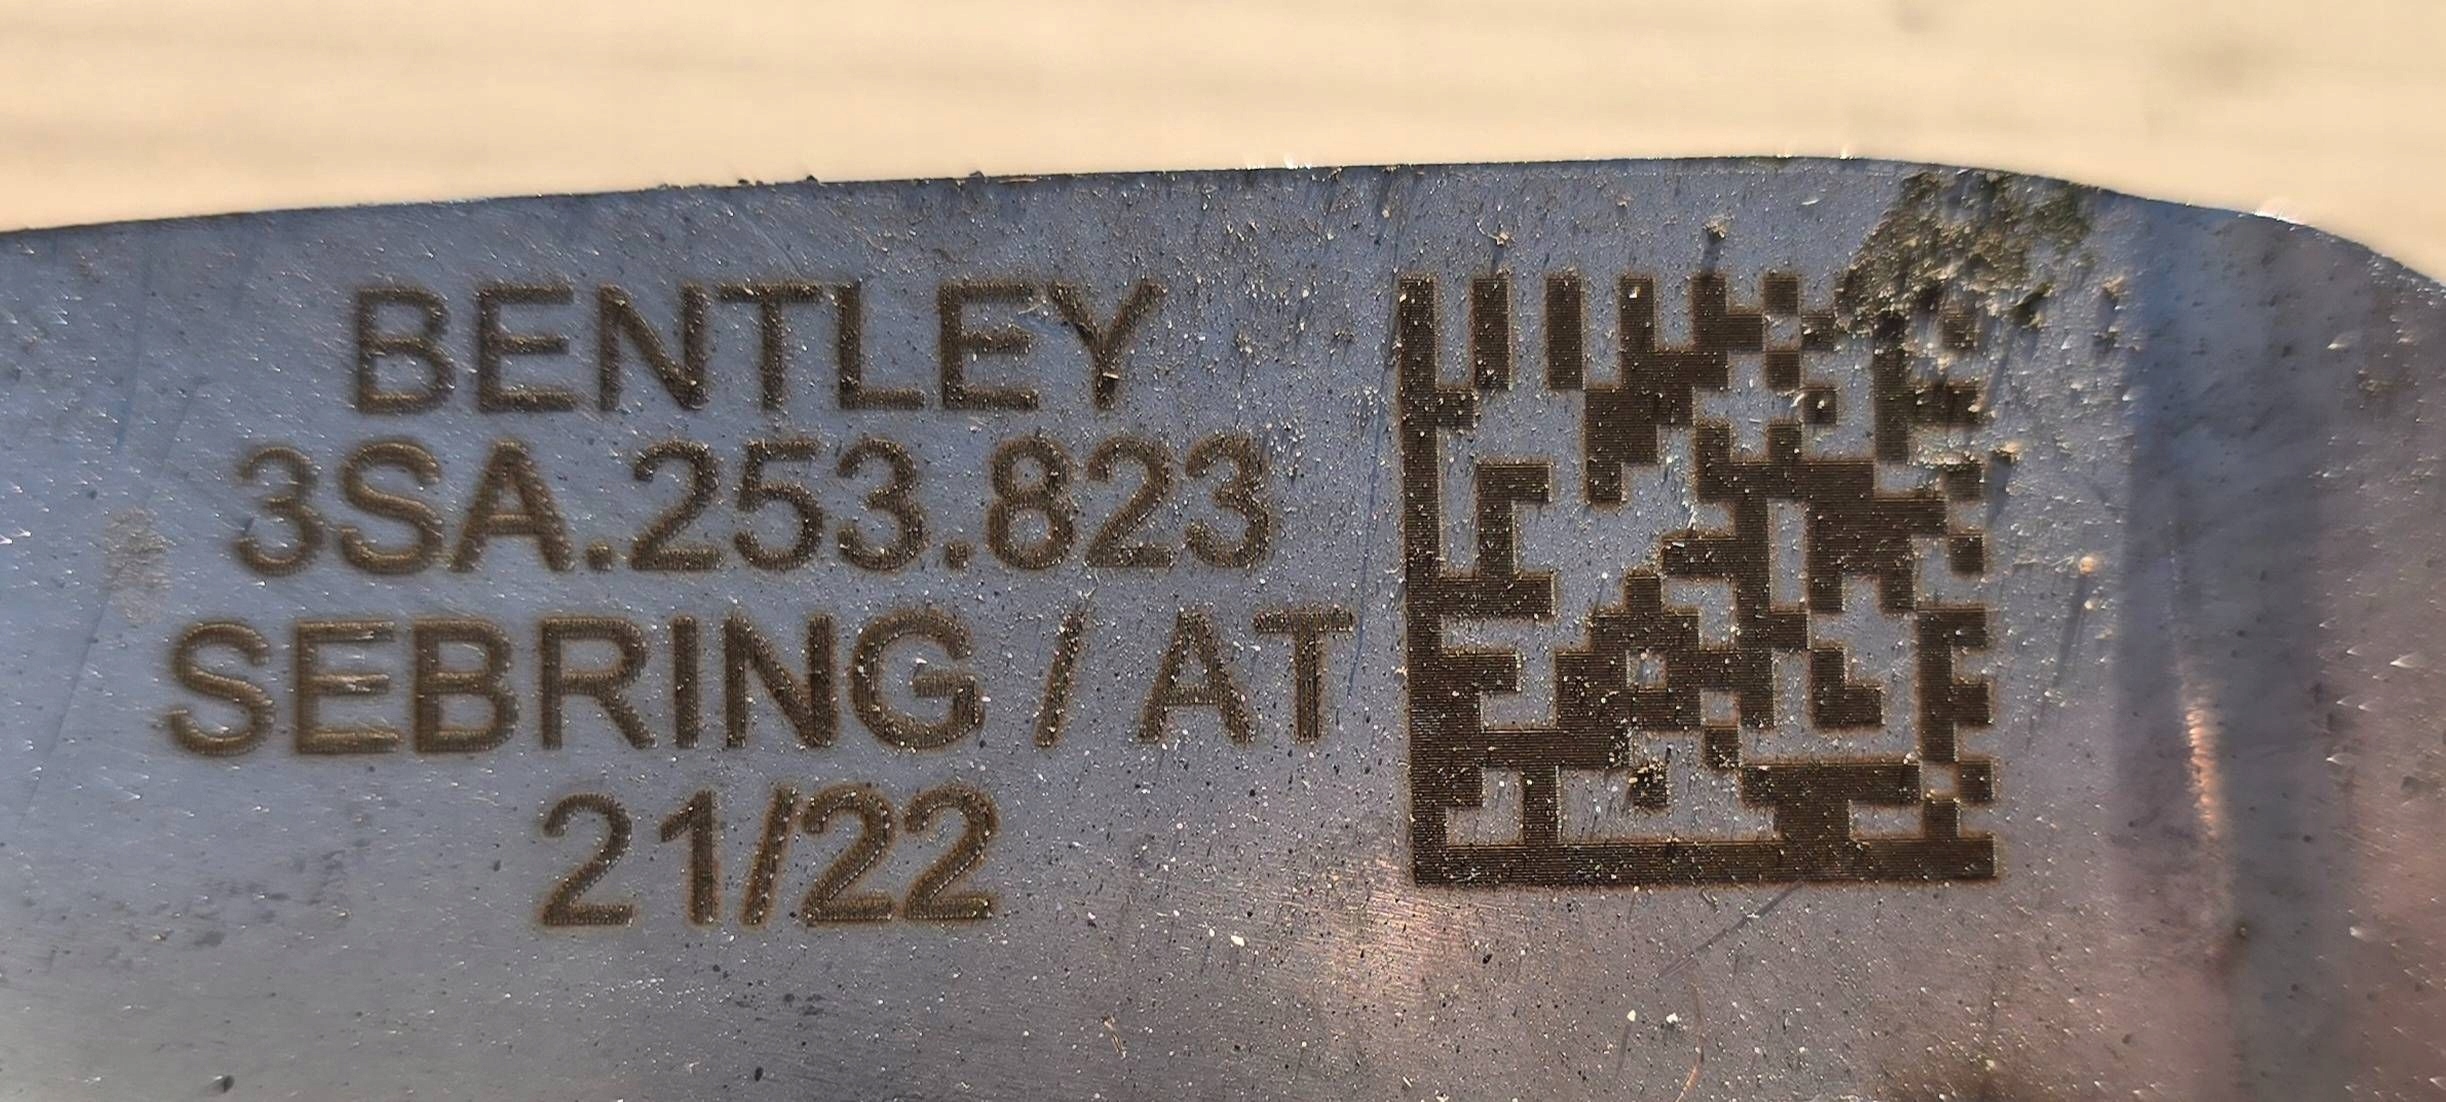 BENTLEY
3SA.253.823
SEBRING / AT
21/22